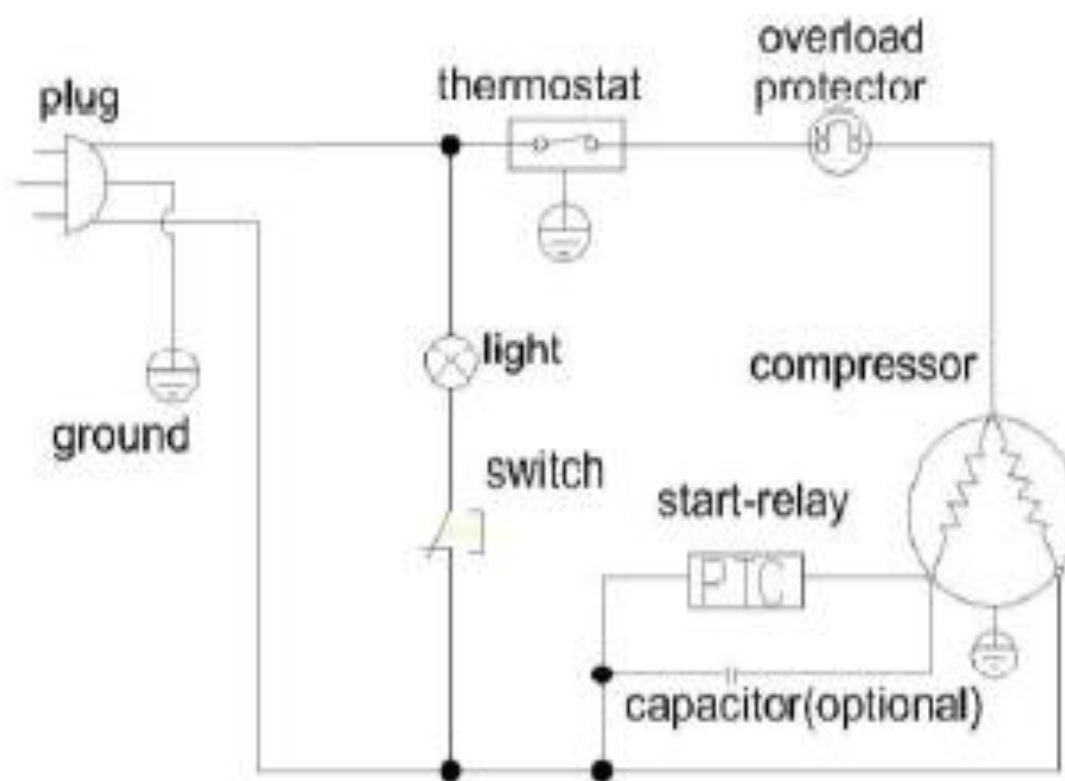 overload
protector
thermostat
plug
light
compressor
ground
switch
start-relay
PTC
capacitor(optional)